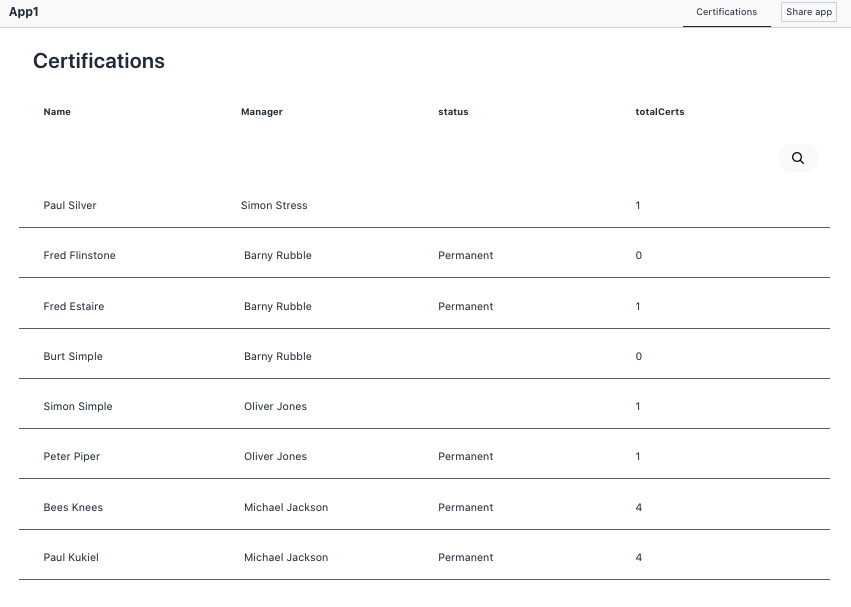 App1 Certifications Share app
Certifications
Name Manager status totalCerts
Paul Silver Simon Stress 1
Fred Flinstone Barny Rubble Permanent 0
Fred Estaire Barny Rubble Permanent 1
Burt Simple Barny Rubble 0
Simon Simple Oliver Jones 1
Peter Piper Oliver Jones Permanent 1
Bees Knees Michael Jackson Permanent 4
Paul Kukiel Michael Jackson Permanent 4